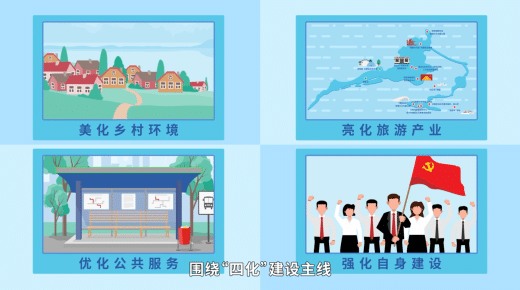 美化乡村环境
亮化旅游产业
优化公共服务
强化自身建设
围绕“四化”建设主线